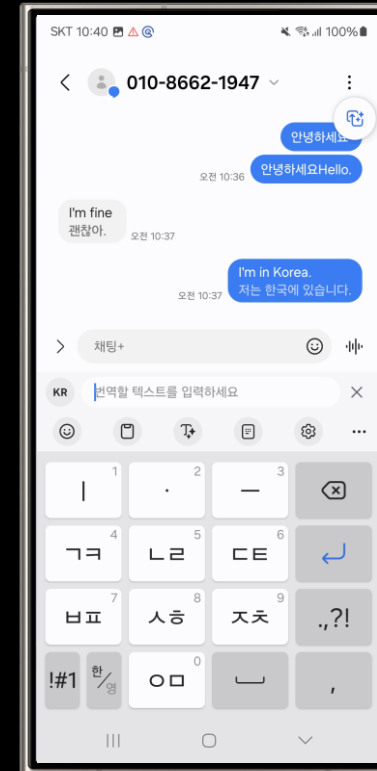 SKT 10:40
100%
010-8662-1947
안녕하세요
오전 10:36
안녕하세요Hello.
I'm fine
괜찮아.
오전 10:37
I'm in Korea.
저는 한국에 있습니다.
오전 10:37
채팅+
KR
번역할 텍스트를 입력하세요
ㅣ 1
· 2
ㅡ 3
ㄱㅋ 4
ㄴㄹ 5
ㄷㅌ 6
ㅂㅍ 7
ㅅㅎ 8
ㅈㅊ 9
.,?!
!#1
한/영
ㅇㅁ 0
,